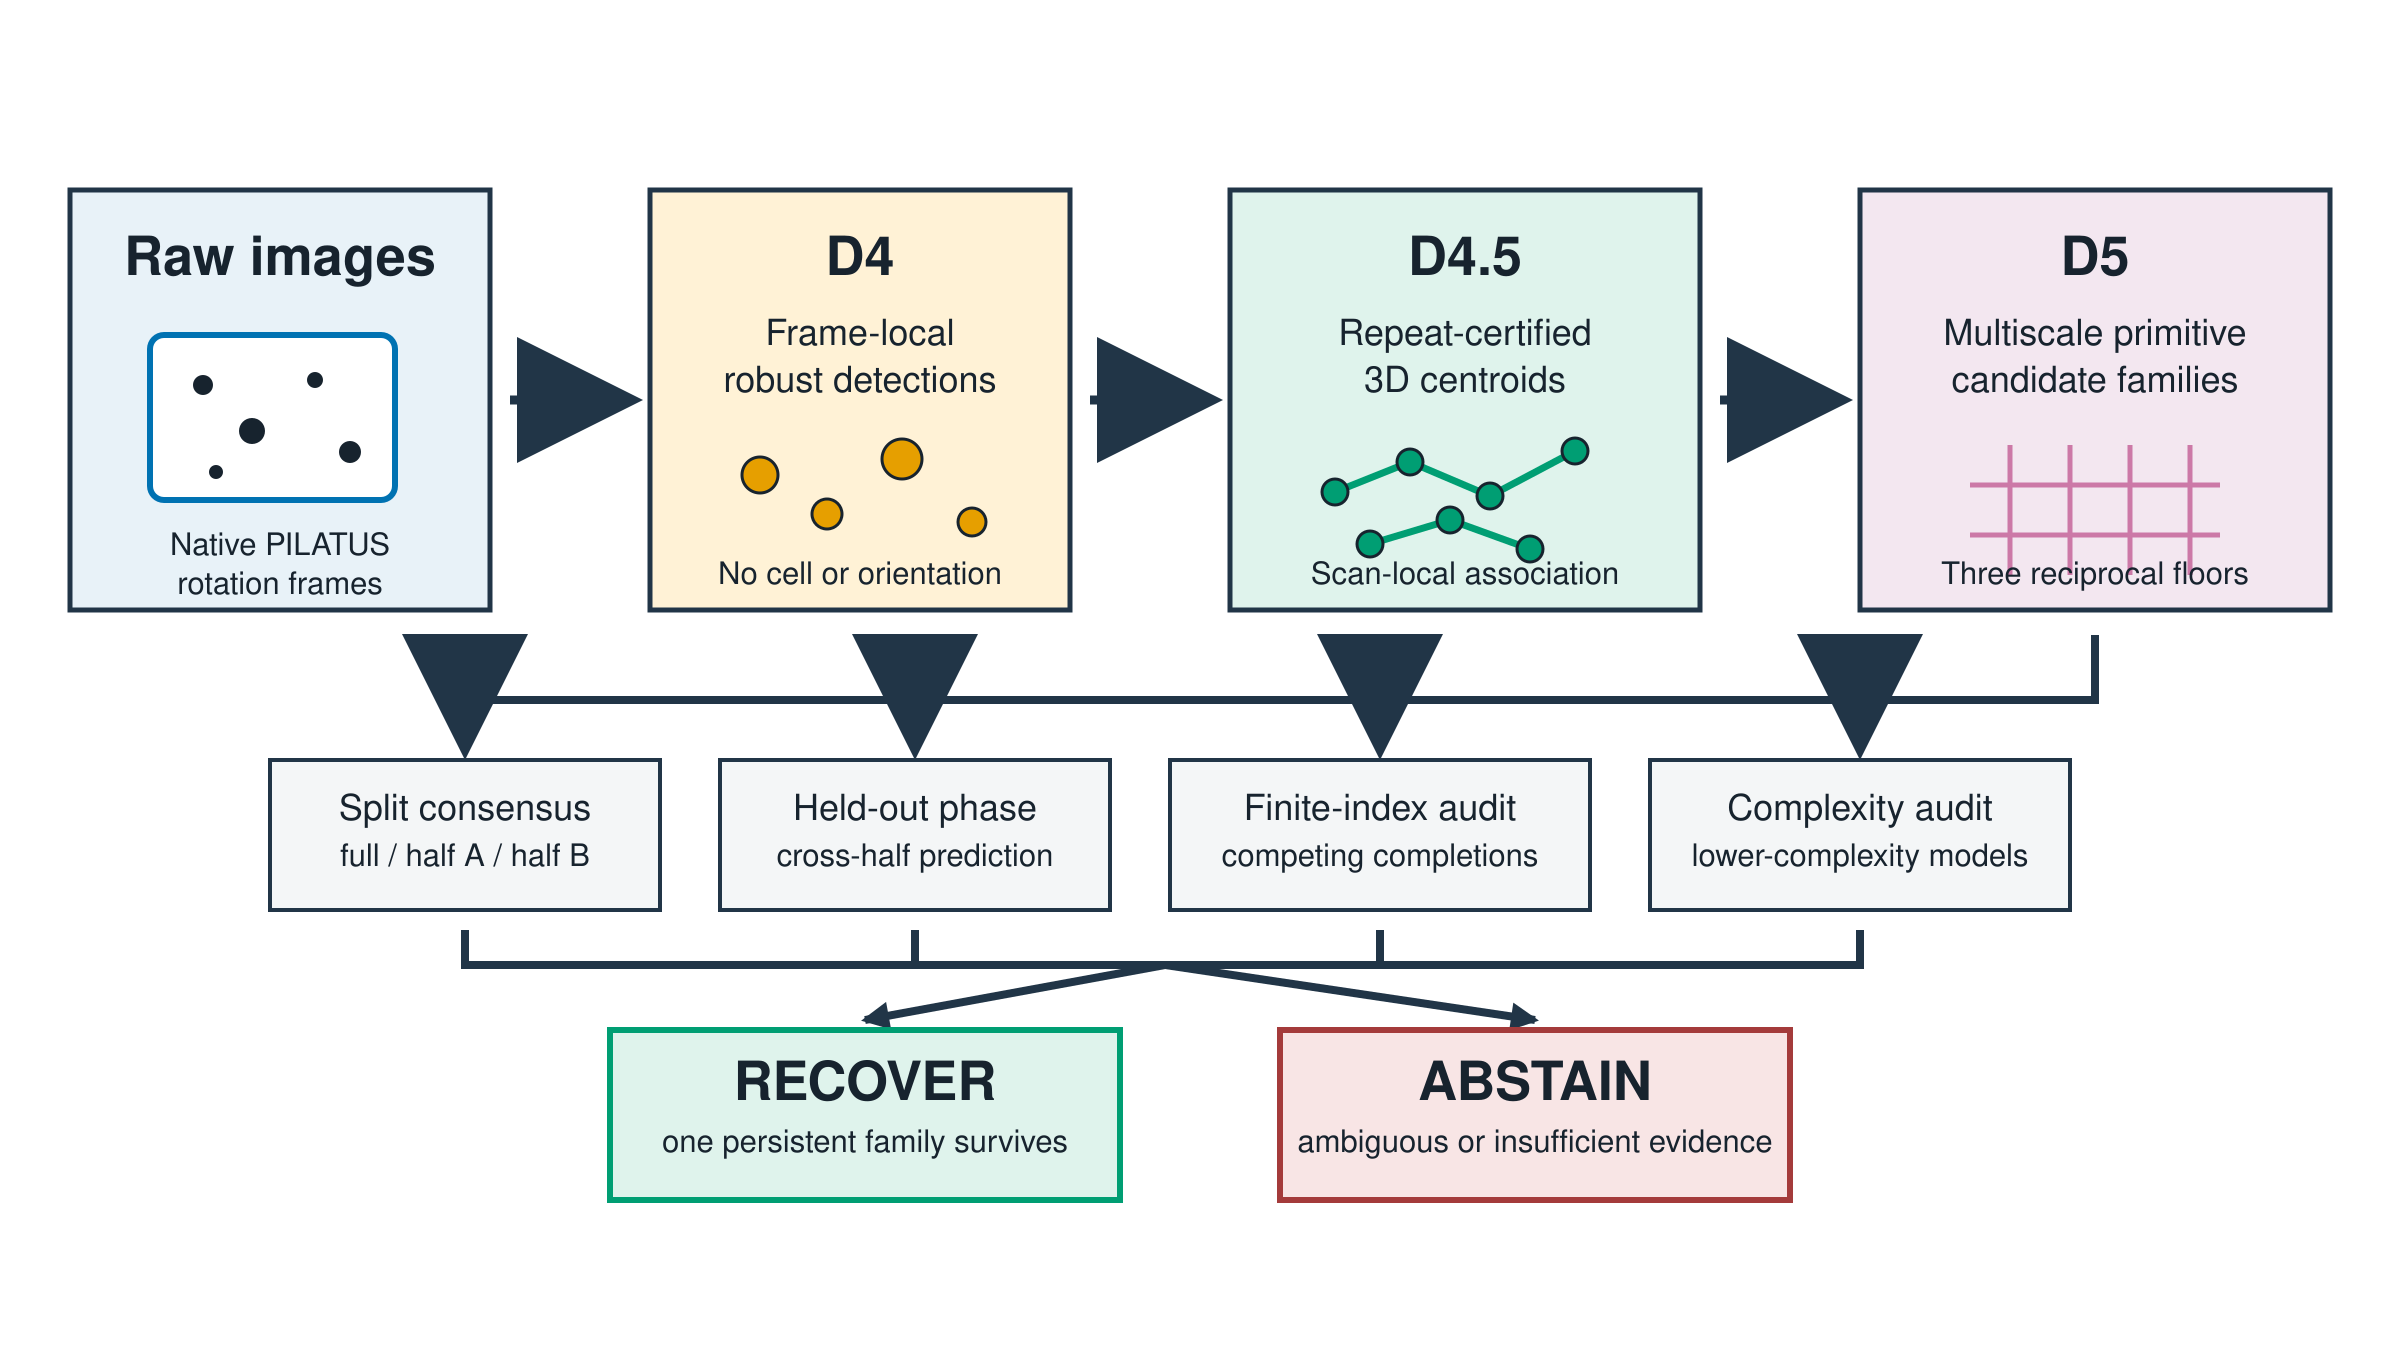 Raw images
Native PILATUS
rotation frames
D4
Frame-local
robust detections
No cell or orientation
D4.5
Repeat-certified
3D centroids
Scan-local association
D5
Multiscale primitive
candidate families
Three reciprocal floors
Split consensus
full / half A / half B
Held-out phase
cross-half prediction
Finite-index audit
competing completions
Complexity audit
lower-complexity models
RECOVER
one persistent family survives
ABSTAIN
ambiguous or insufficient evidence